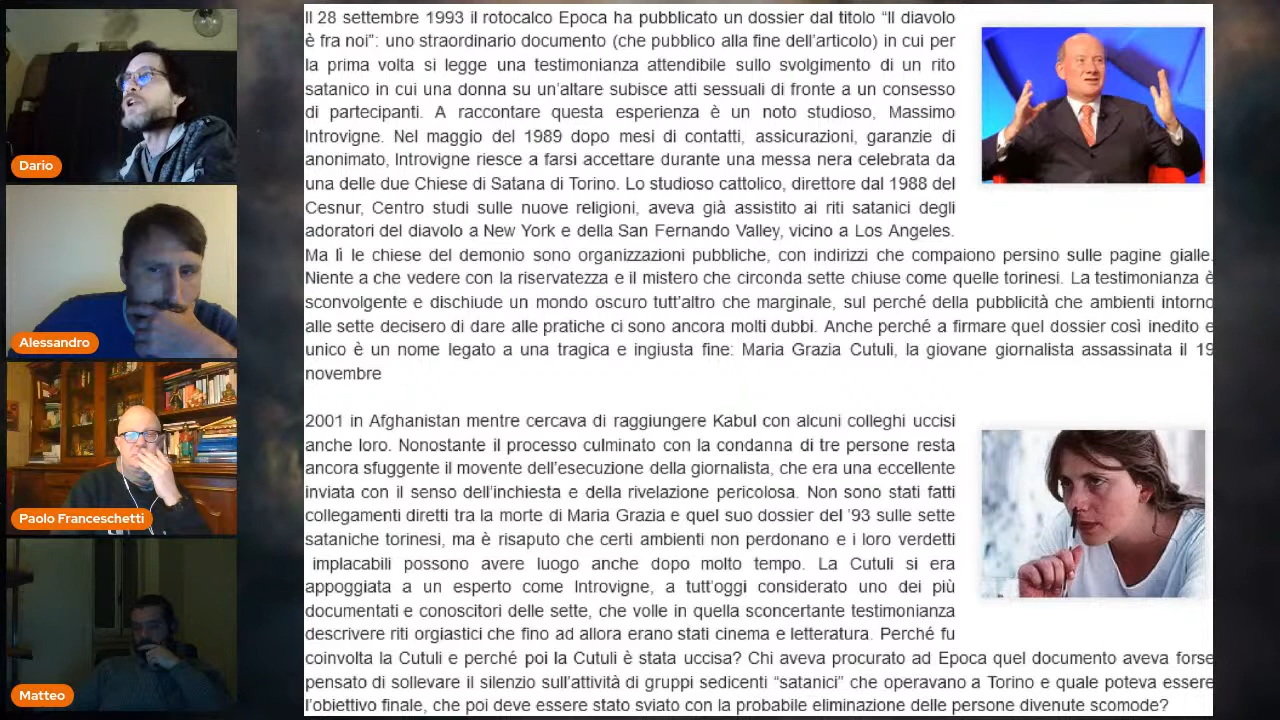 Dario
Alessandro
Paolo Franceschetti
Matteo
Il 28 settembre 1993 il rotocalco Epoca ha pubblicato un dossier dal titolo “Il diavolo
è fra noi”: uno straordinario documento (che pubblico alla fine dell’articolo) in cui per
la prima volta si legge una testimonianza attendibile sullo svolgimento di un rito
satanico in cui una donna su un’altare subisce atti sessuali di fronte a un consesso
di partecipanti. A raccontare questa esperienza è un noto studioso, Massimo
Introvigne. Nel maggio del 1989 dopo mesi di contatti, assicurazioni, garanzie di
anonimato, Introvigne riesce a farsi accettare durante una messa nera celebrata da
una delle due Chiese di Satana di Torino. Lo studioso cattolico, direttore dal 1988 del
Cesnur, Centro studi sulle nuove religioni, aveva già assistito ai riti satanici degli
adoratori del diavolo a New York e della San Fernando Valley, vicino a Los Angeles.
Ma lì le chiese del demonio sono organizzazioni pubbliche, con indirizzi che compaiono persino sulle pagine gialle.
Niente a che vedere con la riservatezza e il mistero che circonda sette chiuse come quelle torinesi. La testimonianza è
sconvolgente e dischiude un mondo oscuro tutt’altro che marginale, sul perché della pubblicità che ambienti intorno
alle sette decisero di dare alle pratiche ci sono ancora molti dubbi. Anche perché a firmare quel dossier così inedito e
unico è un nome legato a una tragica e ingiusta fine: Maria Grazia Cutuli, la giovane giornalista assassinata il 19
novembre
2001 in Afghanistan mentre cercava di raggiungere Kabul con alcuni colleghi uccisi
anche loro. Nonostante il processo culminato con la condanna di tre persone resta
ancora sfuggente il movente dell’esecuzione della giornalista, che era una eccellente
inviata con il senso dell’inchiesta e della rivelazione pericolosa. Non sono stati fatti
collegamenti diretti tra la morte di Maria Grazia e quel suo dossier del ’93 sulle sette
sataniche torinesi, ma è risaputo che certi ambienti non perdonano e i loro verdetti
implacabili possono avere luogo anche dopo molto tempo. La Cutuli si era
appoggiata a un esperto come Introvigne, a tutt’oggi considerato uno dei più
documentati e conoscitori delle sette, che volle in quella sconcertante testimonianza
descrivere riti orgiastici che fino ad allora erano stati cinema e letteratura. Perché fu
coinvolta la Cutuli e perché poi la Cutuli è stata uccisa? Chi aveva procurato ad Epoca quel documento aveva forse
pensato di sollevare il silenzio sull’attività di gruppi sedicenti “satanici” che operavano a Torino e quale poteva essere
l’obiettivo finale, che poi deve essere stato sviato con la probabile eliminazione delle persone divenute scomode?